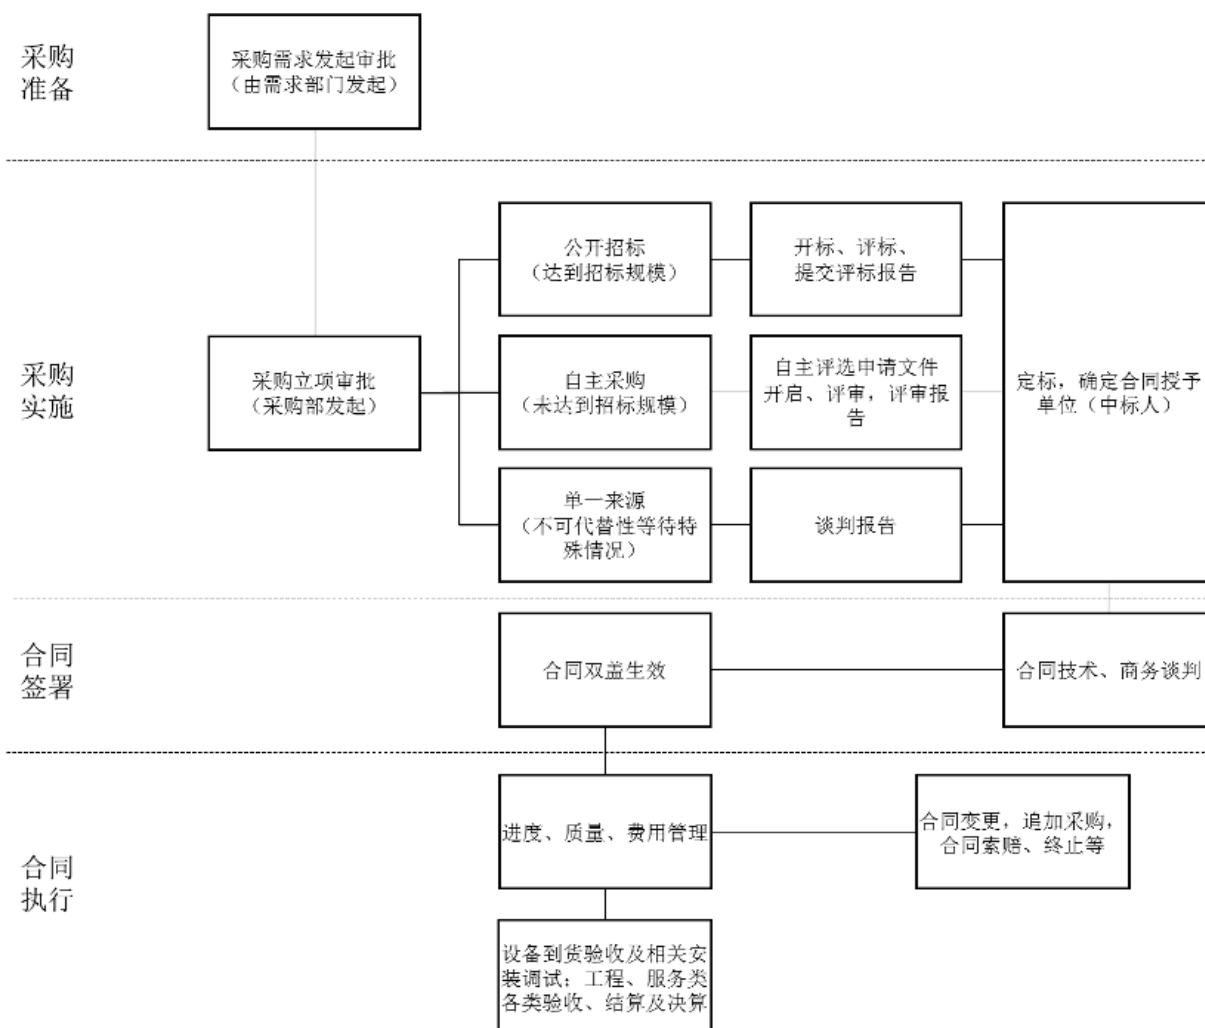 采购
准备
采购需求发起审批
（由需求部门发起）
采购
实施
采购立项审批
（采购部发起）
公开招标
（达到招标规模）
开标、评标、
提交评标报告
自主采购
（未达到招标规模）
自主评选申请文件
开启、评审，评审报
告
单一来源
（不可代替性等待特
殊情况）
谈判报告
定标，确定合同授予
单位（中标人）
合同
签署
合同双盖生效
合同技术、商务谈判
合同
执行
进度、质量、费用管理
合同变更，追加采购，
合同索赔、终止等
设备到货验收及相关安
装调试；工程、服务类
各类验收、结算及决算